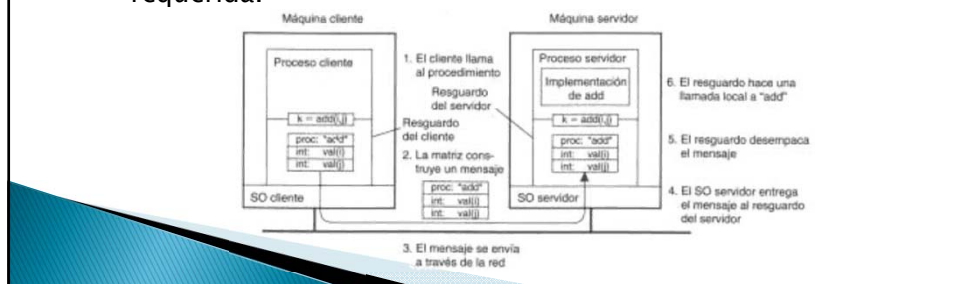 requerida.
Máquina cliente
Máquina servidor
Proceso cliente
k = add(i,j)
proc: "add"
int: val(i)
int: val(j)
SO cliente
1. El cliente llama
al procedimiento
Resguardo
del servidor
Resguardo
del cliente
2. La matriz cons-
truye un mensaje
proc: "add"
int: val(i)
int: val(j)
3. El mensaje se envía
a través de la red
Proceso servidor
Implementación
de add
k = add(i,j)
proc: "add"
int: val(i)
int: val(j)
SO servidor
6. El resguardo hace una
llamada local a "add"
5. El resguardo desempaca
el mensaje
4. El SO servidor entrega
el mensaje al resguardo
del servidor